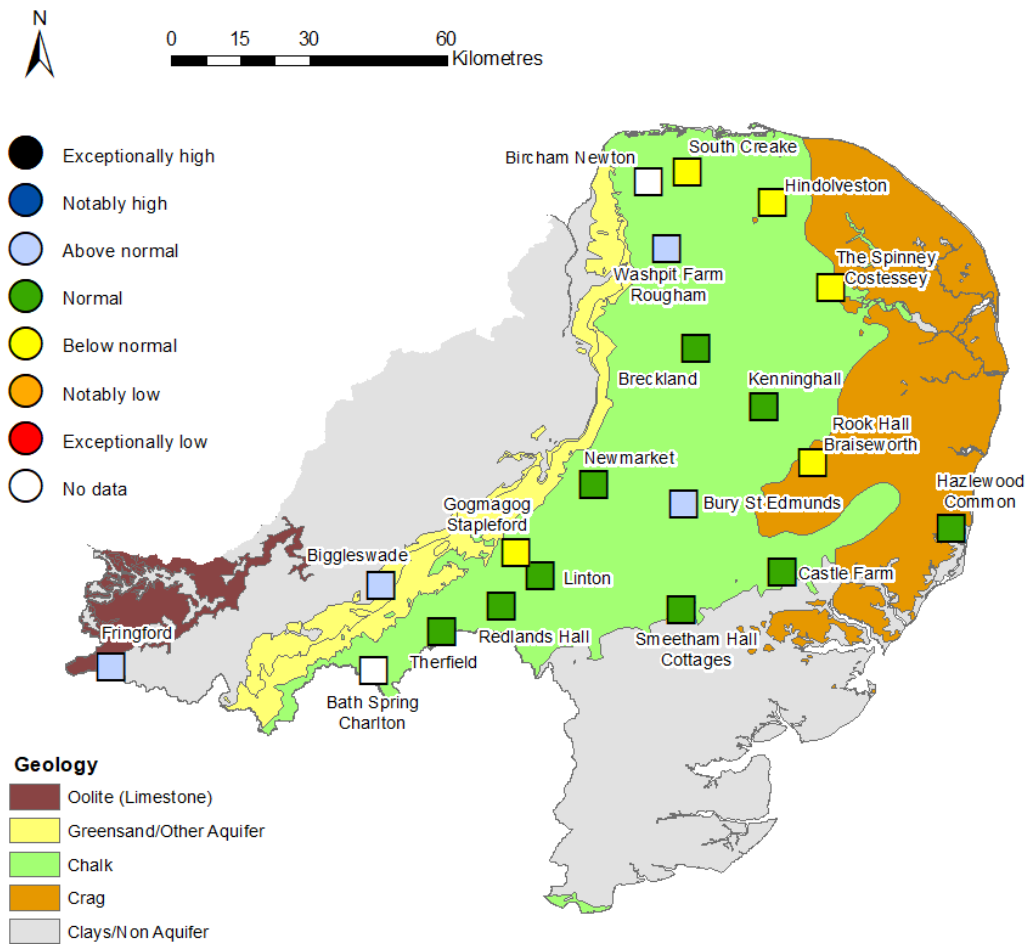 N
0 15 30 60
Kilometres
Exceptionally high
Notably high
Above normal
Normal
Below normal
Notably low
Exceptionally low
No data
South Creake
Bircham Newton
Hindolveston
The Spinney
Costessey
Washpit Farm
Rougham
Breckland
Kenninghall
Rook Hall
Braiseworth
Newmarket
Hazlewood
Common
Gogmagog
Stapleford
Bury St Edmunds
Biggleswade
Linton
Castle Farm
Fringford
Redlands Hall
Smeetham Hall
Cottages
Therfield
Bath Spring
Charlton
Geology
Oolite (Limestone)
Greensand/Other Aquifer
Chalk
Crag
Clays/Non Aquifer